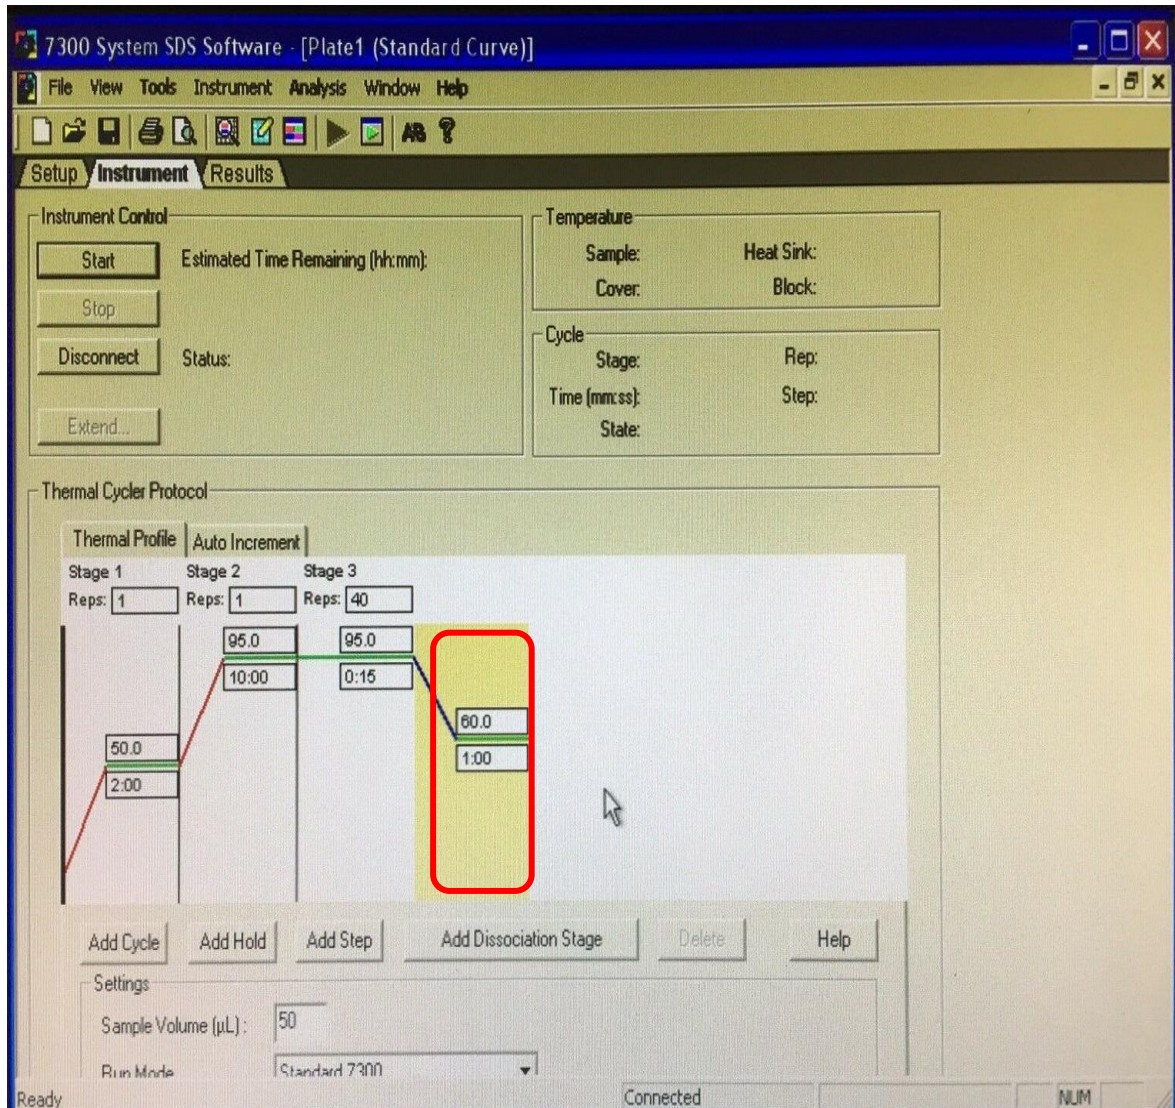 7300 System SDS Software - [Plate1 (Standard Curve)]
File View Tools Instrument Analysis Window Help
Setup Instrument Results
Instrument Control
Start Estimated Time Remaining (hh:mm):
Stop
Disconnect Status:
Extend...
Temperature
Sample: Heat Sink:
Cover: Block:
Cycle
Stage: Rep:
Time (mm:ss): Step:
State:
Thermal Cycler Protocol
Thermal Profile Auto Increment
Stage 1 Stage 2 Stage 3
Reps: 1 Reps: 1 Reps: 40
95.0 95.0
10:00 0:15
60.0
50.0 1:00
2:00
Add Cycle Add Hold Add Step Add Dissociation Stage Delete Help
Settings
Sample Volume (µL) : 50
Run Mode Standard 7300
Ready Connected NUM